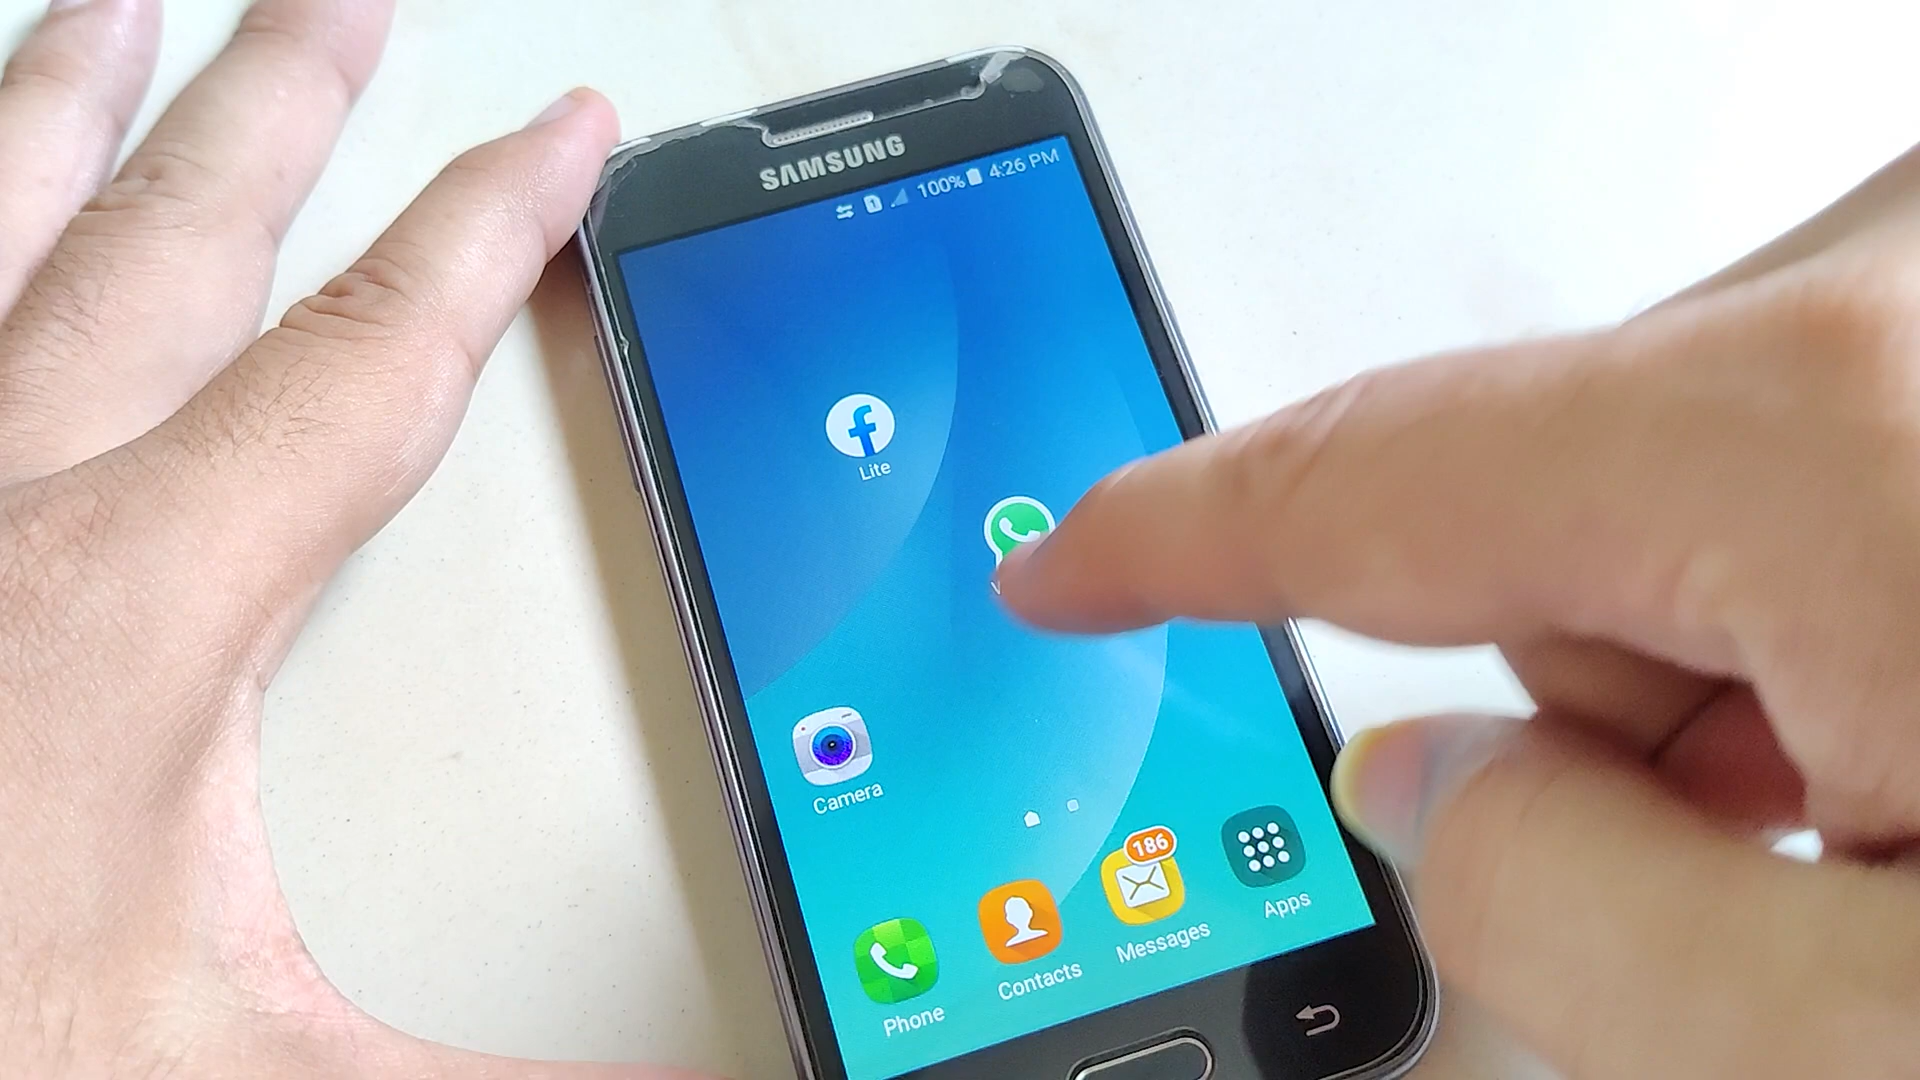 SAMSUNG
100% 4:26 PM
Lite
Camera
186
Phone
Contacts
Messages
Apps